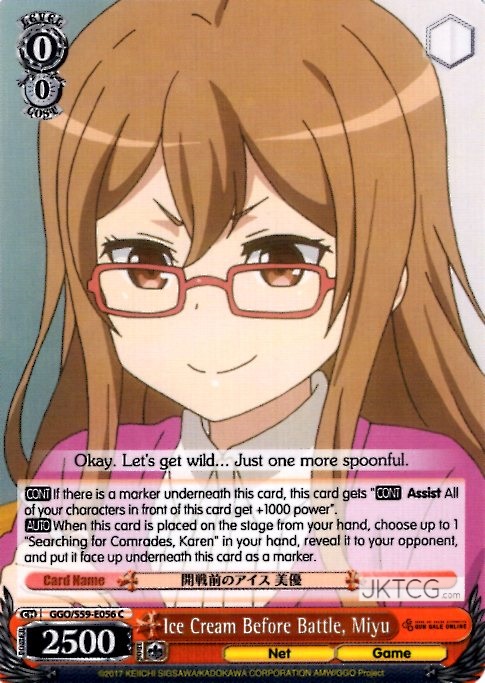 LEVEL
0
0
COST
Okay. Let's get wild... Just one more spoonful.
CONT If there is a marker underneath this card, this card gets "CONT Assist All
of your characters in front of this card get +1000 power".
AUTO When this card is placed on the stage from your hand, choose up to 1
"Searching for Comrades, Karen" in your hand, reveal it to your opponent,
and put it face up underneath this card as a marker.
Card Name 開戦前のアイス 美優
JKTCG.com
GGO/S59-E056 C
Ice Cream Before Battle, Miyu
GUN GALE ONLINE
POWER 2500 SOUL
Net Game
©2017 KEIICHI SIGSAWA/KADOKAWA CORPORATION AMW/GGO Project